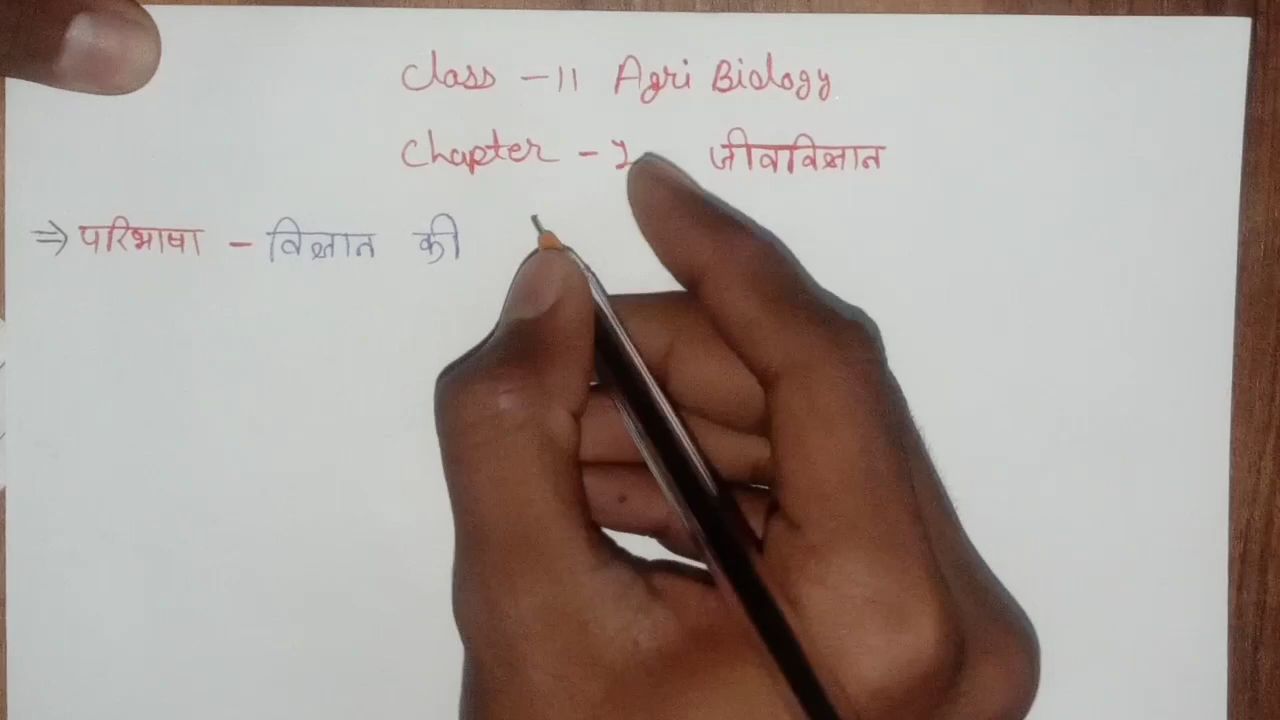 Class -11 Agri Biology
Chapter - 1 जीवविज्ञान
⇒ परिभाषा - विज्ञान की